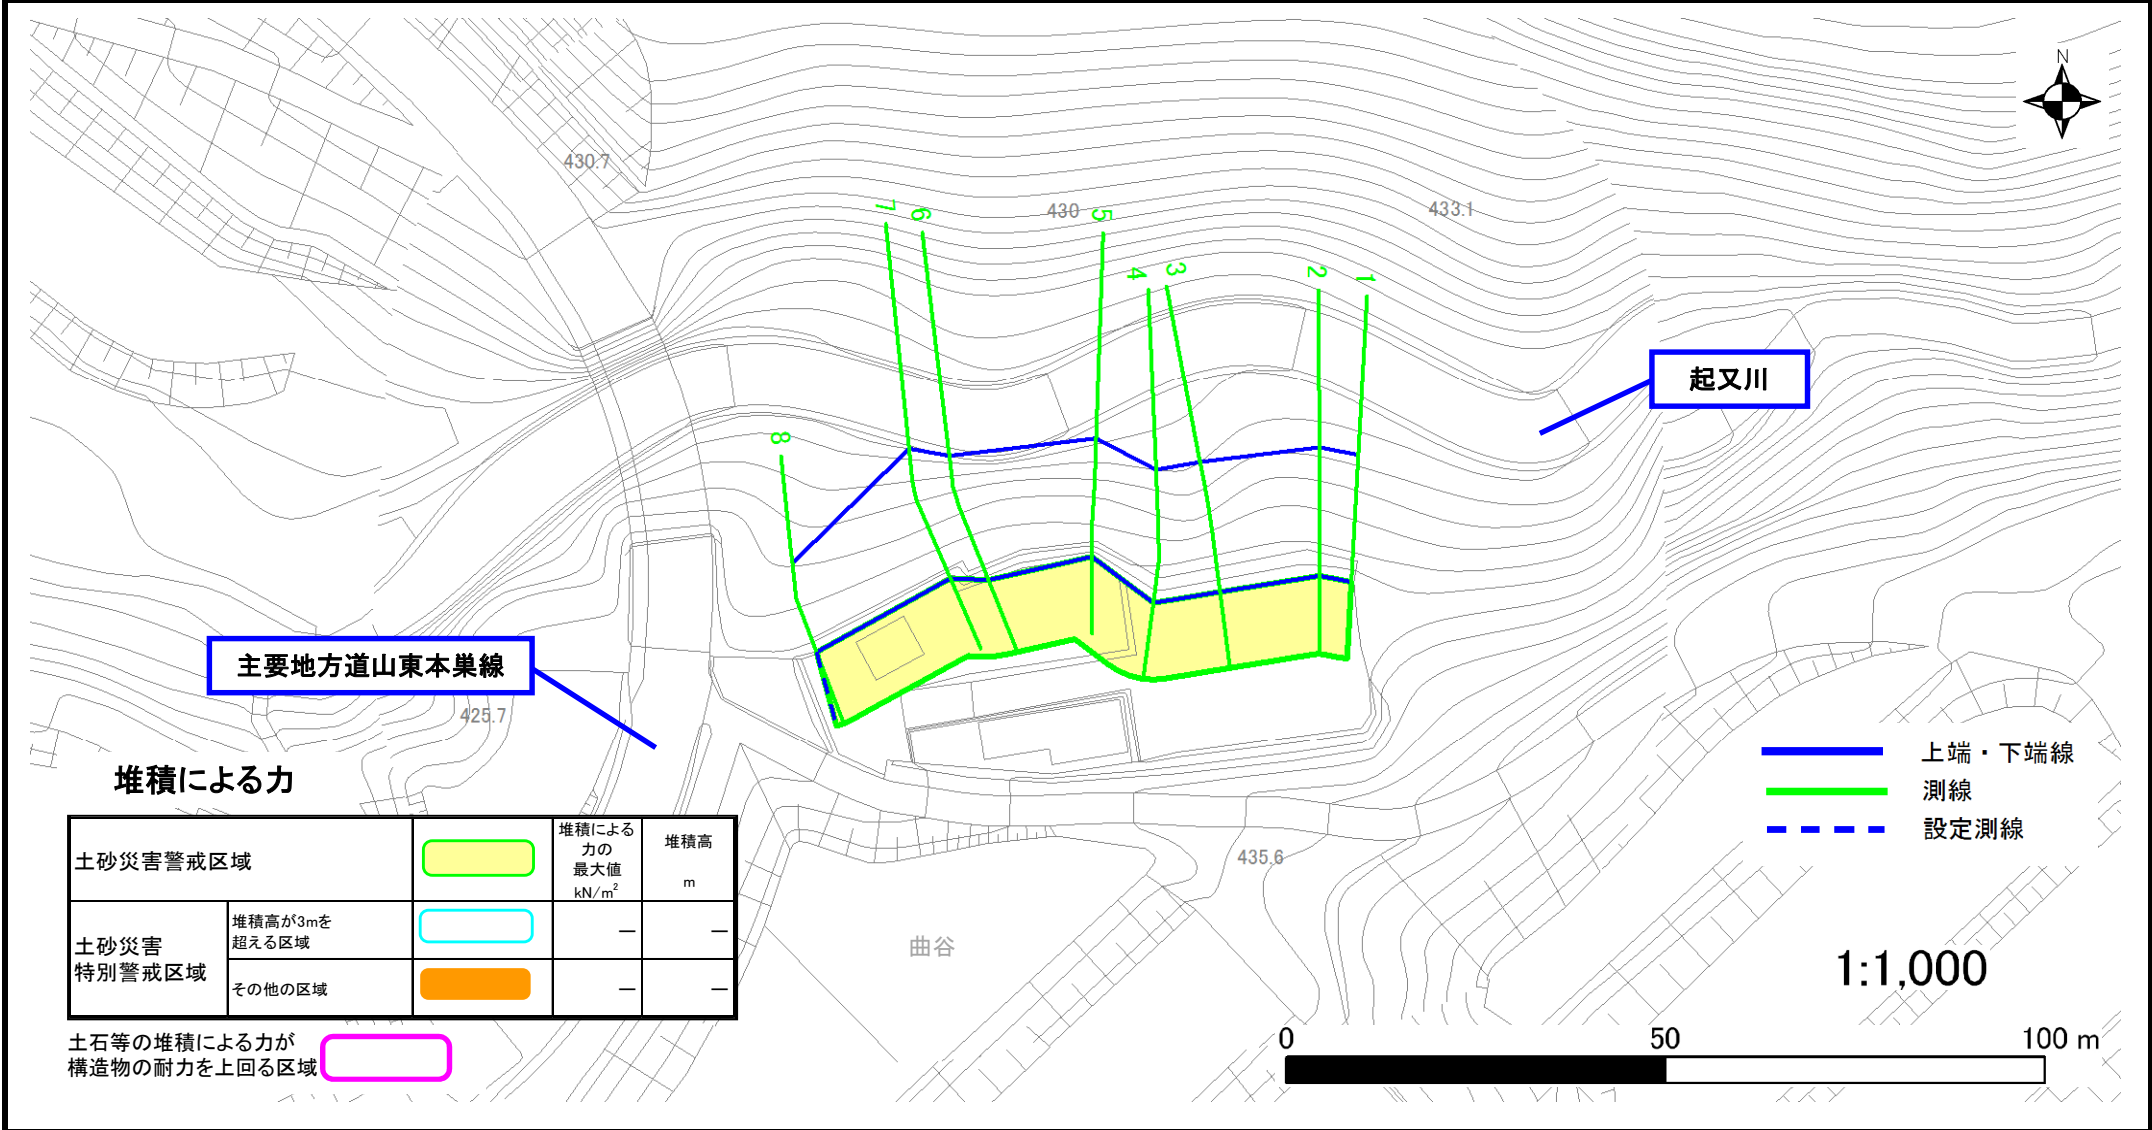 N
430.7
7
6
430
5
433.1
4
3
2
1
起又川
8
主要地方道山東本巣線
425.7
上端・下端線
測線
設定測線
堆積による力
土砂災害警戒区域
堆積による
力の
最大値
kN/m²
堆積高
m
土砂災害
特別警戒区域
堆積高が3mを
超える区域
― ―
その他の区域
― ―
土石等の堆積による力が
構造物の耐力を上回る区域
435.6
曲谷
1:1,000
0 50 100 m